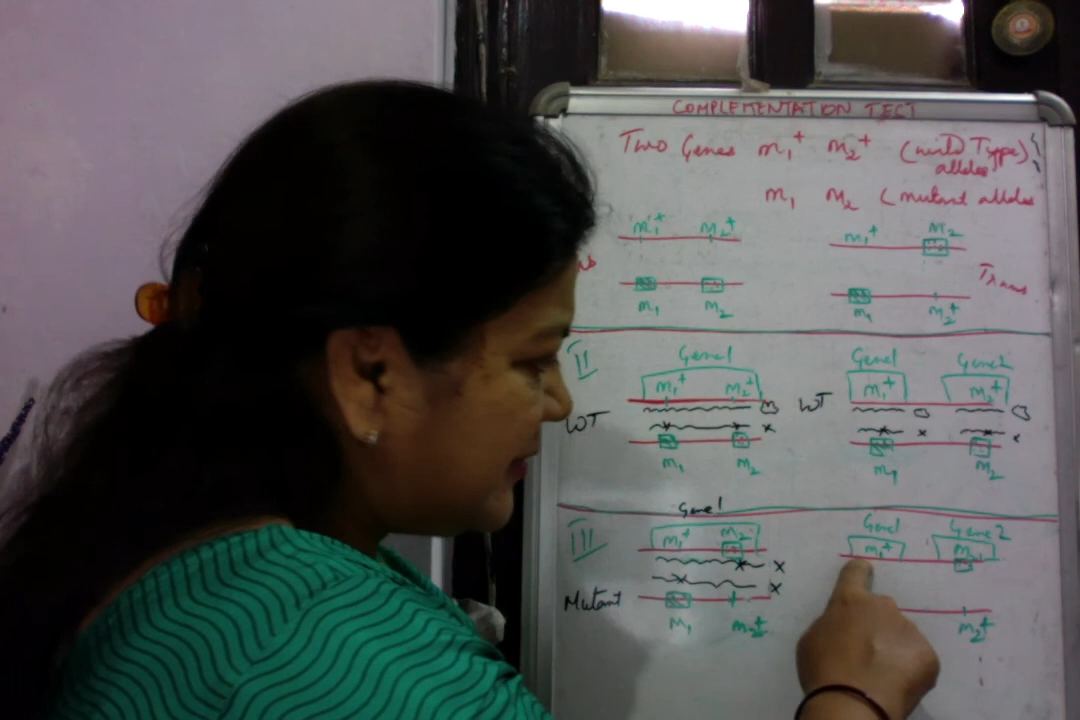 COMPLEMENTATION TEST
Two Genes m1+ m2+ (wild Type)
alleles
m1 m2 (mutant alleles
m1+ m2+ m1+ m2
Trans
m1 m2 m1 m2+
II Gene1 Gene1 Gene2
m1+ m2+ m1+ m2+
WT x WT x x
m1 m2 m1 m2
Gene1
III Gene1 Gene2
m1+ m2 m1+ m2
x
Mutant x
m1 m2+ m2+